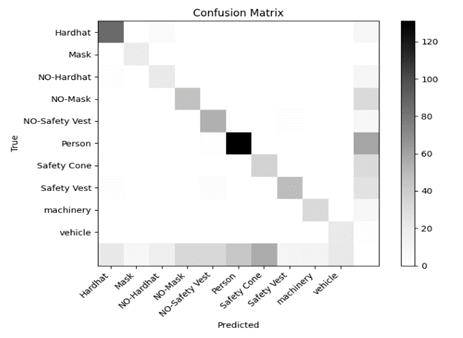 Confusion Matrix
Hardhat
Mask
NO-Hardhat
NO-Mask
NO-Safety Vest
Person
Safety Cone
Safety Vest
machinery
vehicle
True
Hardhat
Mask
NO-Hardhat
NO-Mask
NO-Safety Vest
Person
Safety Cone
Safety Vest
machinery
vehicle
Predicted
120
100
80
60
40
20
0